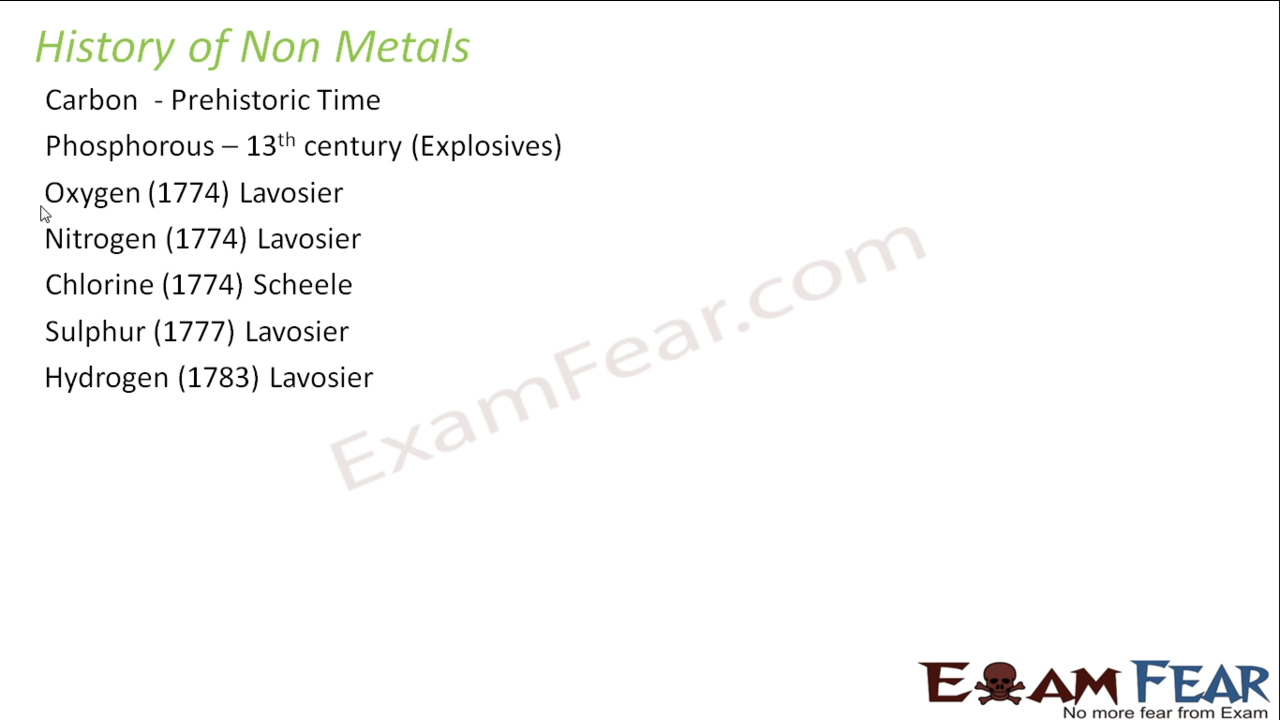 History of Non Metals
Carbon - Prehistoric Time
Phosphorous – 13th century (Explosives)
Oxygen (1774) Lavosier
Nitrogen (1774) Lavosier
Chlorine (1774) Scheele
Sulphur (1777) Lavosier
Hydrogen (1783) Lavosier
ExamFear.com
EXAM FEAR
No more fear from Exam